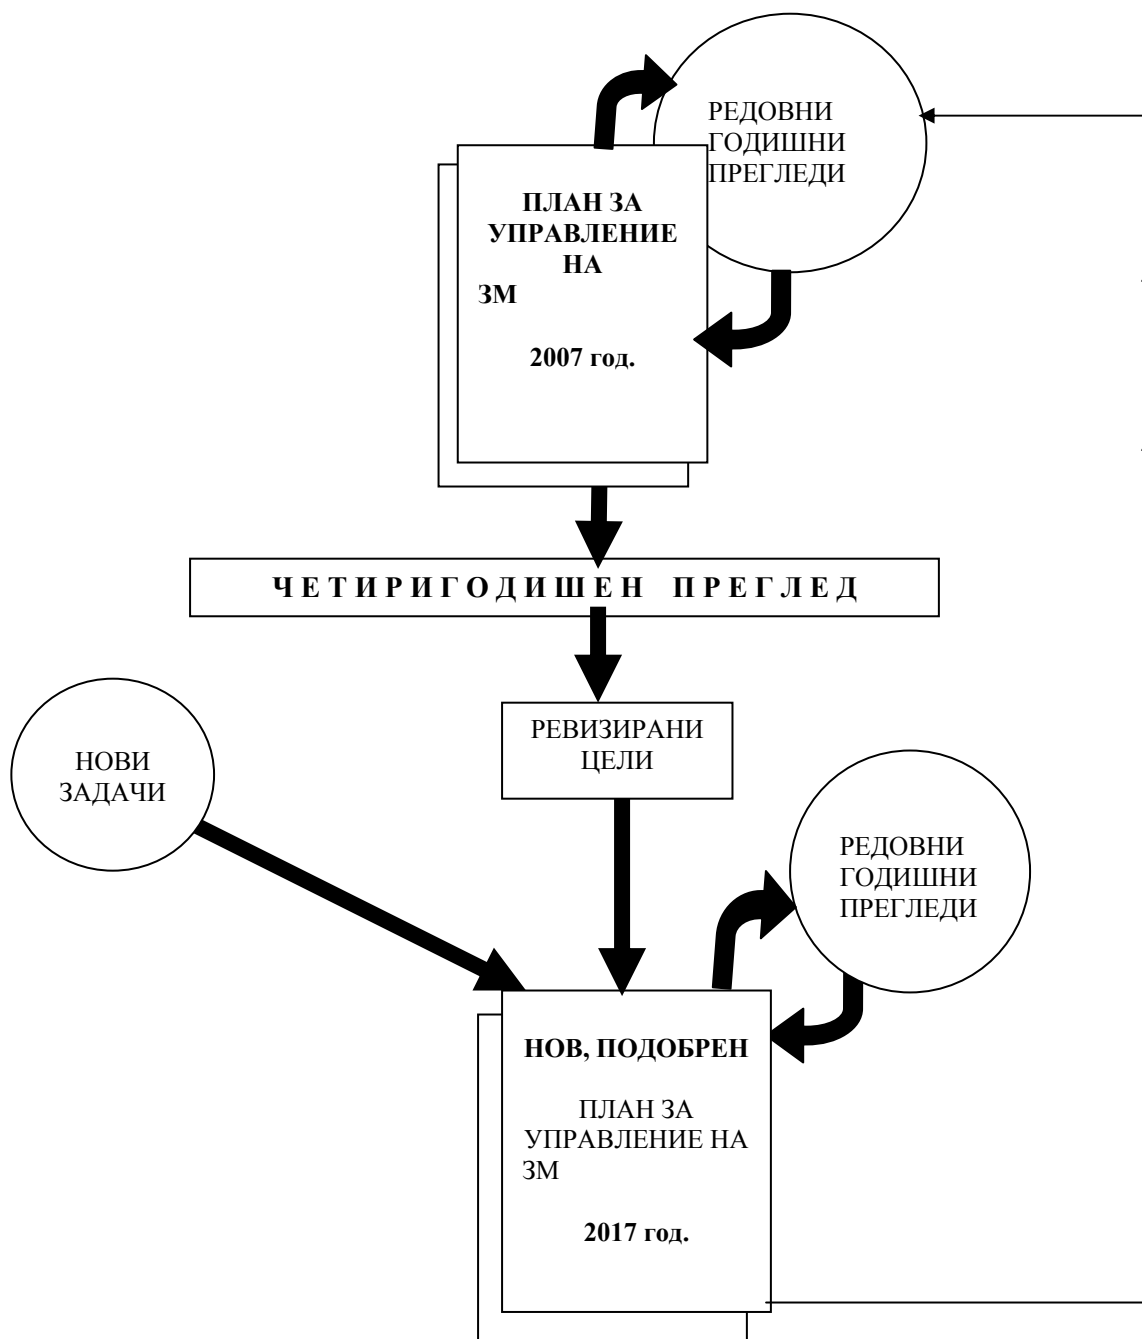 РЕДОВНИ
ГОДИШНИ
ПРЕГЛЕДИ
ПЛАН ЗА
УПРАВЛЕНИЕ
НА
ЗМ
2007 год.
Ч Е Т И Р И Г О Д И Ш Е Н П Р Е Г Л Е Д
РЕВИЗИРАНИ
ЦЕЛИ
НОВИ
ЗАДАЧИ
РЕДОВНИ
ГОДИШНИ
ПРЕГЛЕДИ
НОВ, ПОДОБРЕН
ПЛАН ЗА
УПРАВЛЕНИЕ НА
ЗМ
2017 год.